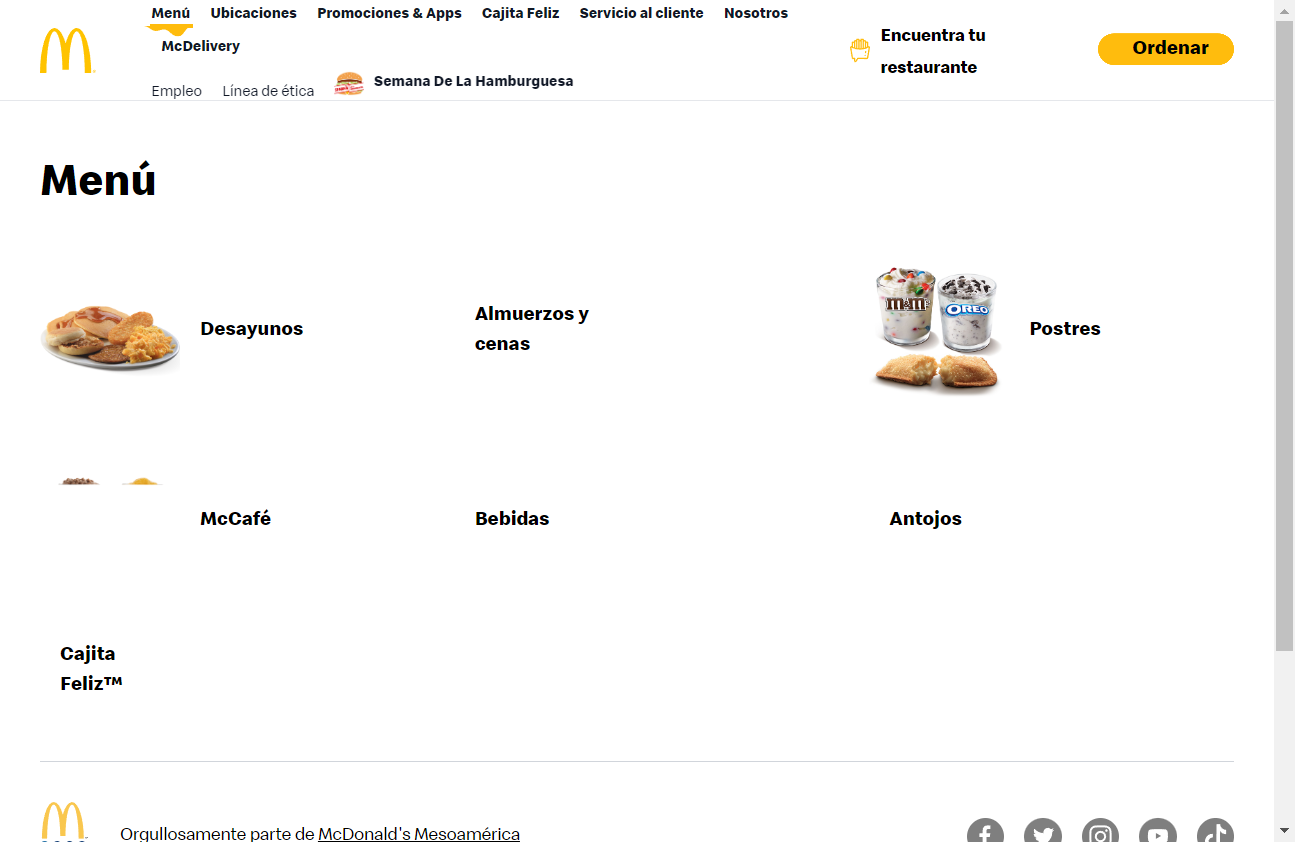 Menú Ubicaciones Promociones & Apps Cajita Feliz Servicio al cliente Nosotros
McDelivery
Empleo Línea de ética Semana De La Hamburguesa
Encuentra tu
restaurante
Ordenar
Menú
Desayunos
Almuerzos y
cenas
m&m's
OREO
Postres
McCafé
Bebidas
Antojos
Cajita
Feliz™
Orgullosamente parte de McDonald's Mesoamérica